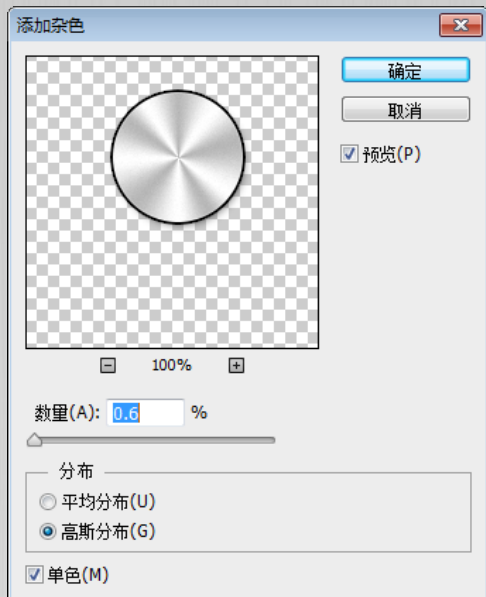 添加杂色
确定
取消
预览(P)
100%
数量(A): 0.6 %
分布
平均分布(U)
高斯分布(G)
单色(M)